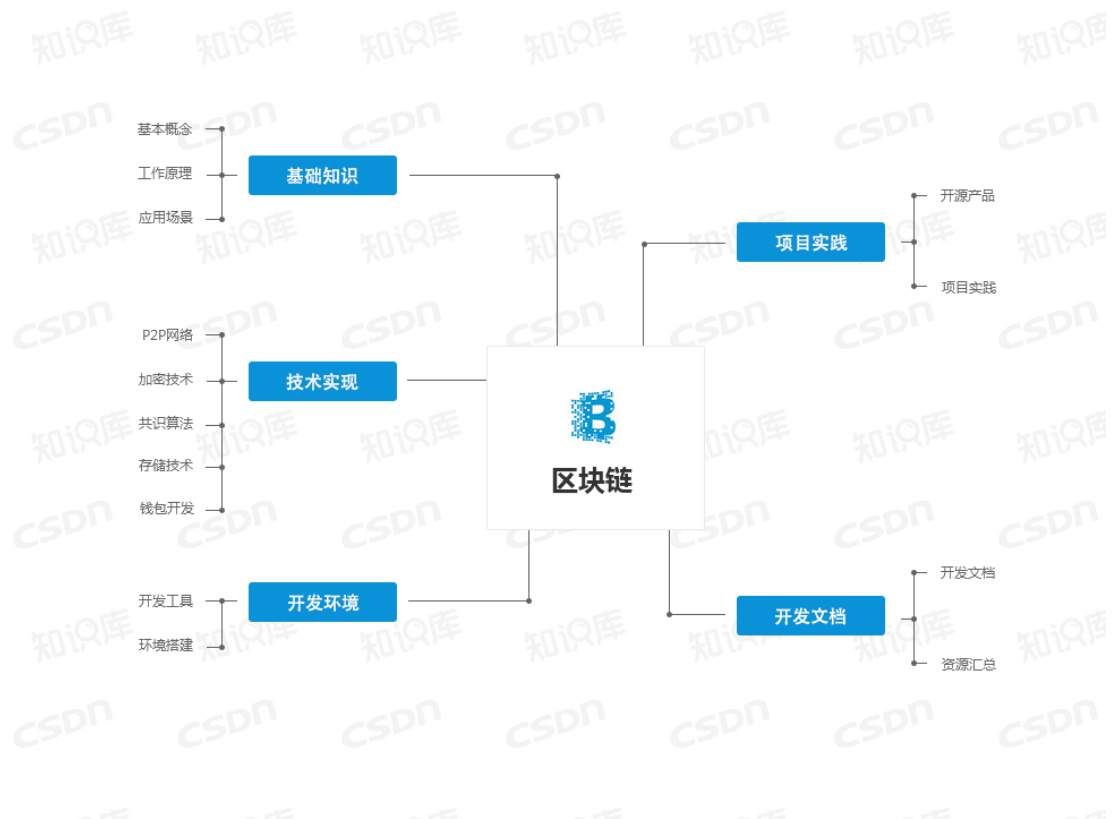 基本概念
工作原理
应用场景
基础知识
P2P网络
加密技术
共识算法
存储技术
钱包开发
技术实现
开发工具
环境搭建
开发环境
区块链
项目实践
开源产品
项目实践
开发文档
开发文档
资源汇总
知识库
CSDN